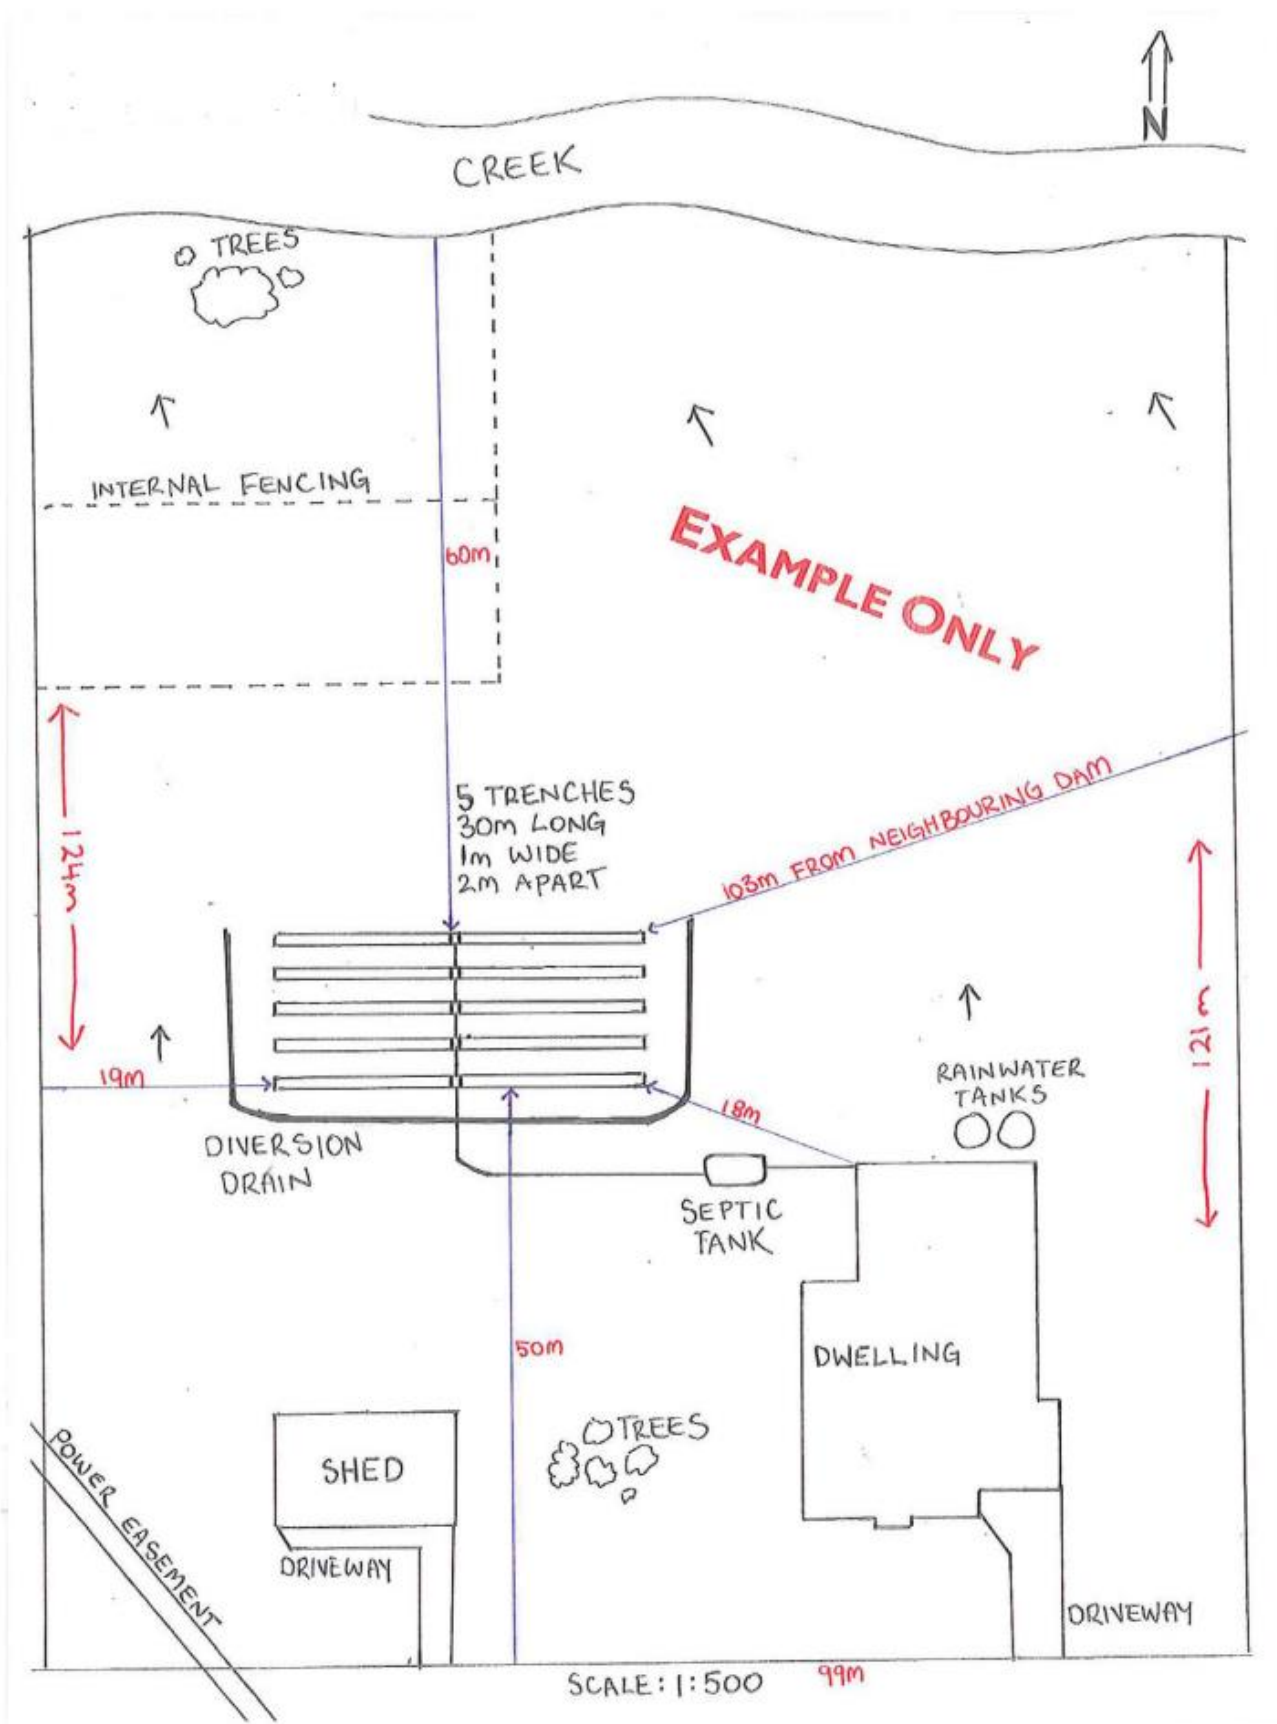 N
CREEK
TREES
INTERNAL FENCING
60m
EXAMPLE ONLY
5 TRENCHES
30m LONG
1m WIDE
2m APART
103m FROM NEIGHBOURING DAM
124m
121m
RAINWATER
TANKS
19m
18m
DIVERSION
DRAIN
SEPTIC
TANK
50m
DWELLING
TREES
SHED
POWER EASEMENT
DRIVEWAY
DRIVEWAY
SCALE: 1:500
99m